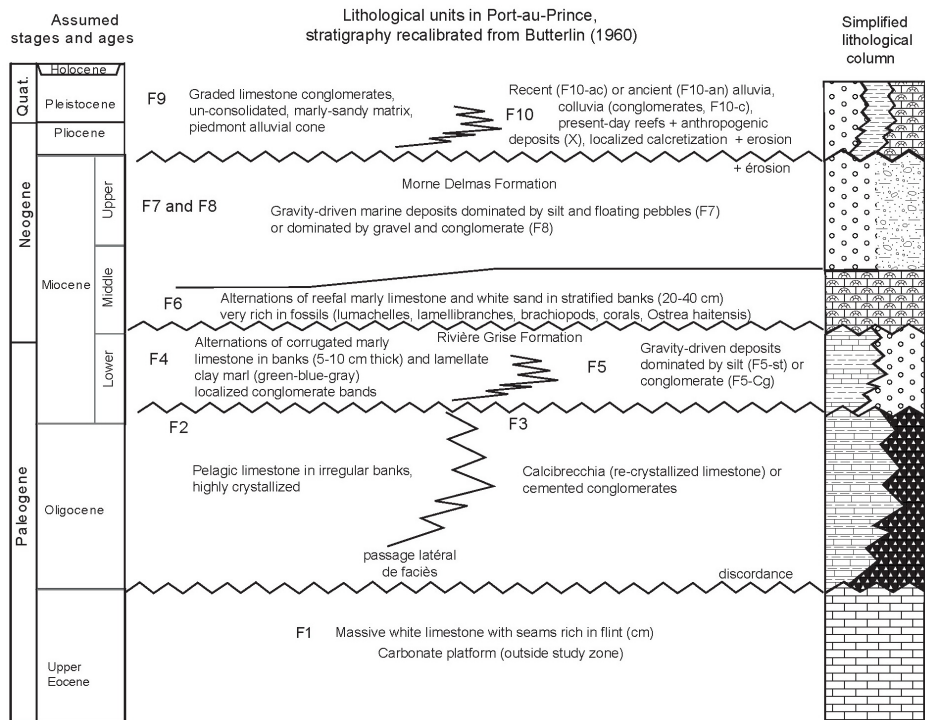 Assumed
stages and ages
Lithological units in Port-au-Prince,
stratigraphy recalibrated from Butterlin (1960)
Simplified
lithological
column
Quat.
Neogene
Paleogene
Holocene
Pleistocene
Pliocene
Miocene
Upper
Middle
Lower
Oligocene
Upper
Eocene
F9
Graded limestone conglomerates,
un-consolidated, marly-sandy matrix,
piedmont alluvial cone
F10
Recent (F10-ac) or ancient (F10-an) alluvia,
colluvia (conglomerates, F10-c),
present-day reefs + anthropogenic
deposits (X), localized calcretization + erosion
+ érosion
Morne Delmas Formation
F7 and F8
Gravity-driven marine deposits dominated by silt and floating pebbles (F7)
or dominated by gravel and conglomerate (F8)
F6
Alternations of reefal marly limestone and white sand in stratified banks (20-40 cm)
very rich in fossils (lumachelles, lamellibranches, brachiopods, corals, Ostrea haitensis)
Rivière Grise Formation
F4
Alternations of corrugated marly
limestone in banks (5-10 cm thick) and lamellate
clay marl (green-blue-gray)
localized conglomerate bands
F5
Gravity-driven deposits
dominated by silt (F5-st) or
conglomerate (F5-Cg)
F2
Pelagic limestone in irregular banks,
highly crystallized
F3
Calcibrecchia (re-crystallized limestone) or
cemented conglomerates
passage latéral
de faciès
discordance
F1
Massive white limestone with seams rich in flint (cm)
Carbonate platform (outside study zone)